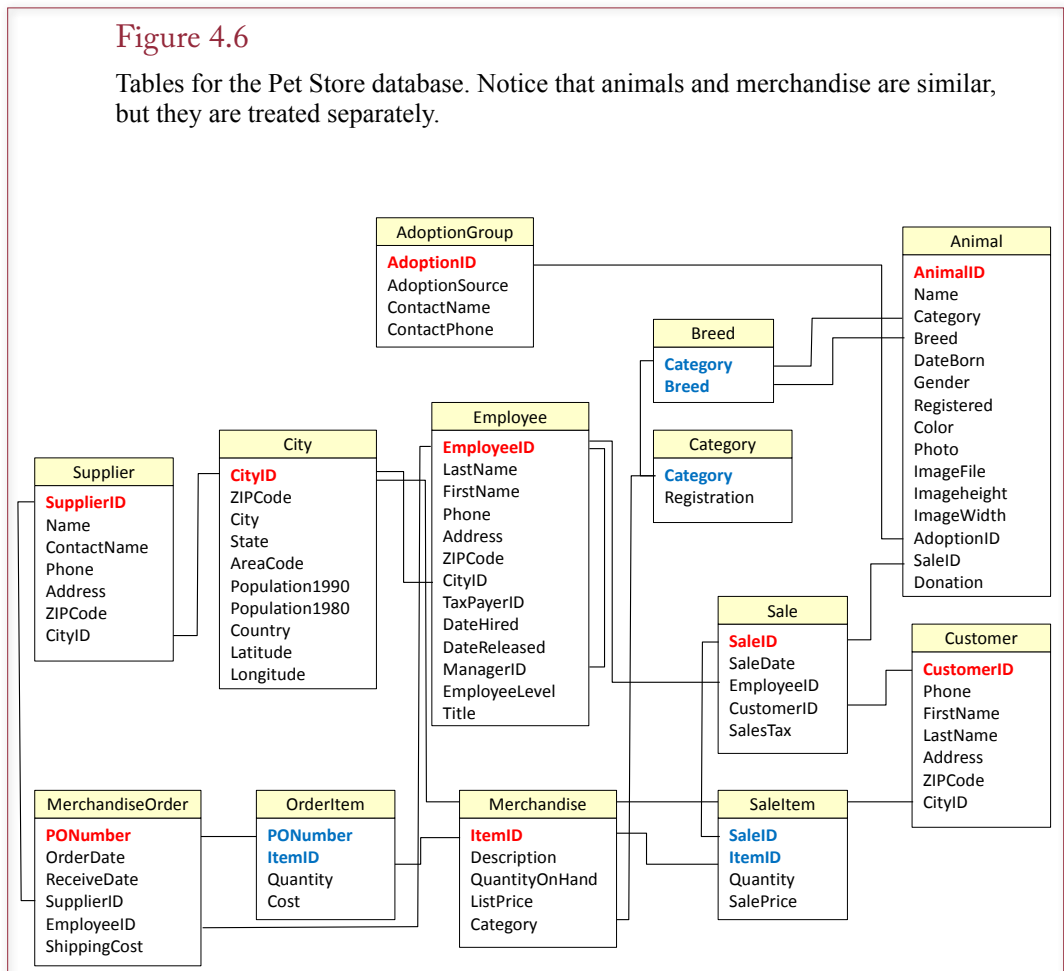 Figure 4.6
Tables for the Pet Store database. Notice that animals and merchandise are similar,
but they are treated separately.
AdoptionGroup
AdoptionID
AdoptionSource
ContactName
ContactPhone
Animal
AnimalID
Name
Category
Breed
DateBorn
Gender
Registered
Color
Photo
ImageFile
Imageheight
ImageWidth
AdoptionID
SaleID
Donation
Breed
Category
Breed
Employee
EmployeeID
LastName
FirstName
Phone
Address
ZIPCode
CityID
TaxPayerID
DateHired
DateReleased
ManagerID
EmployeeLevel
Title
Category
Category
Registration
City
CityID
ZIPCode
City
State
AreaCode
Population1990
Population1980
Country
Latitude
Longitude
Supplier
SupplierID
Name
ContactName
Phone
Address
ZIPCode
CityID
Sale
SaleID
SaleDate
EmployeeID
CustomerID
SalesTax
Customer
CustomerID
Phone
FirstName
LastName
Address
ZIPCode
CityID
MerchandiseOrder
PONumber
OrderDate
ReceiveDate
SupplierID
EmployeeID
ShippingCost
OrderItem
PONumber
ItemID
Quantity
Cost
Merchandise
ItemID
Description
QuantityOnHand
ListPrice
Category
SaleItem
SaleID
ItemID
Quantity
SalePrice